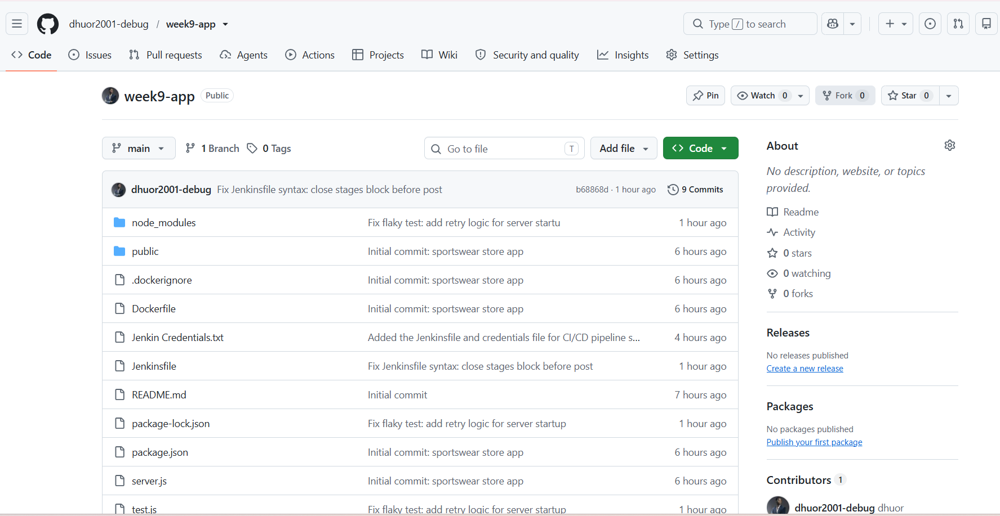 dhuor2001-debug / week9-app
Type / to search
Code Issues Pull requests Agents Actions Projects Wiki Security and quality Insights Settings
week9-app Public
Pin Watch 0 Fork 0 Star 0
main 1 Branch 0 Tags Go to file T Add file Code
dhuor2001-debug Fix Jenkinsfile syntax: close stages block before post b68868d · 1 hour ago 9 Commits
node_modules Fix flaky test: add retry logic for server startu 1 hour ago
public Initial commit: sportswear store app 6 hours ago
.dockerignore Initial commit: sportswear store app 6 hours ago
Dockerfile Initial commit: sportswear store app 6 hours ago
Jenkin Credentials.txt Added the Jenkinsfile and credentials file for CI/CD pipeline s... 4 hours ago
Jenkinsfile Fix Jenkinsfile syntax: close stages block before post 1 hour ago
README.md Initial commit 7 hours ago
package-lock.json Fix flaky test: add retry logic for server startup 1 hour ago
package.json Initial commit: sportswear store app 6 hours ago
server.js Initial commit: sportswear store app 6 hours ago
test.js Fix flaky test: add retry logic for server startup 1 hour ago
About
No description, website, or topics
provided.
Readme
Activity
0 stars
0 watching
0 forks
Releases
No releases published
Create a new release
Packages
No packages published
Publish your first package
Contributors 1
dhuor2001-debug dhuor